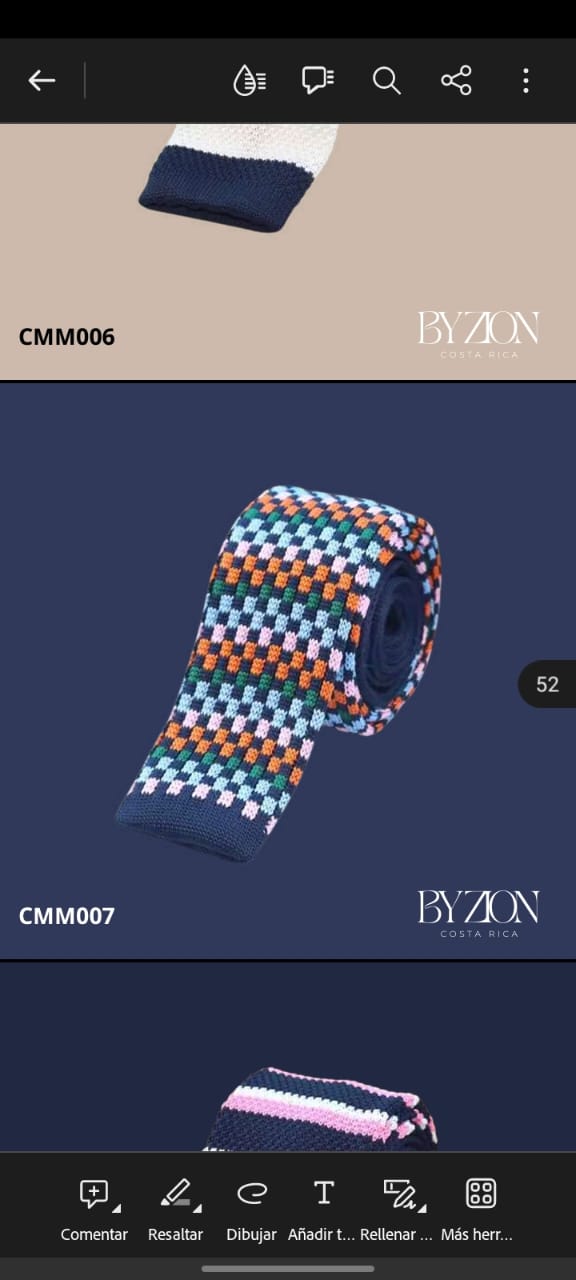 CMM006
BYZION
COSTA RICA
52
CMM007
BYZION
COSTA RICA
Comentar
Resaltar
Dibujar
Añadir t...
Rellenar ...
Más herr...